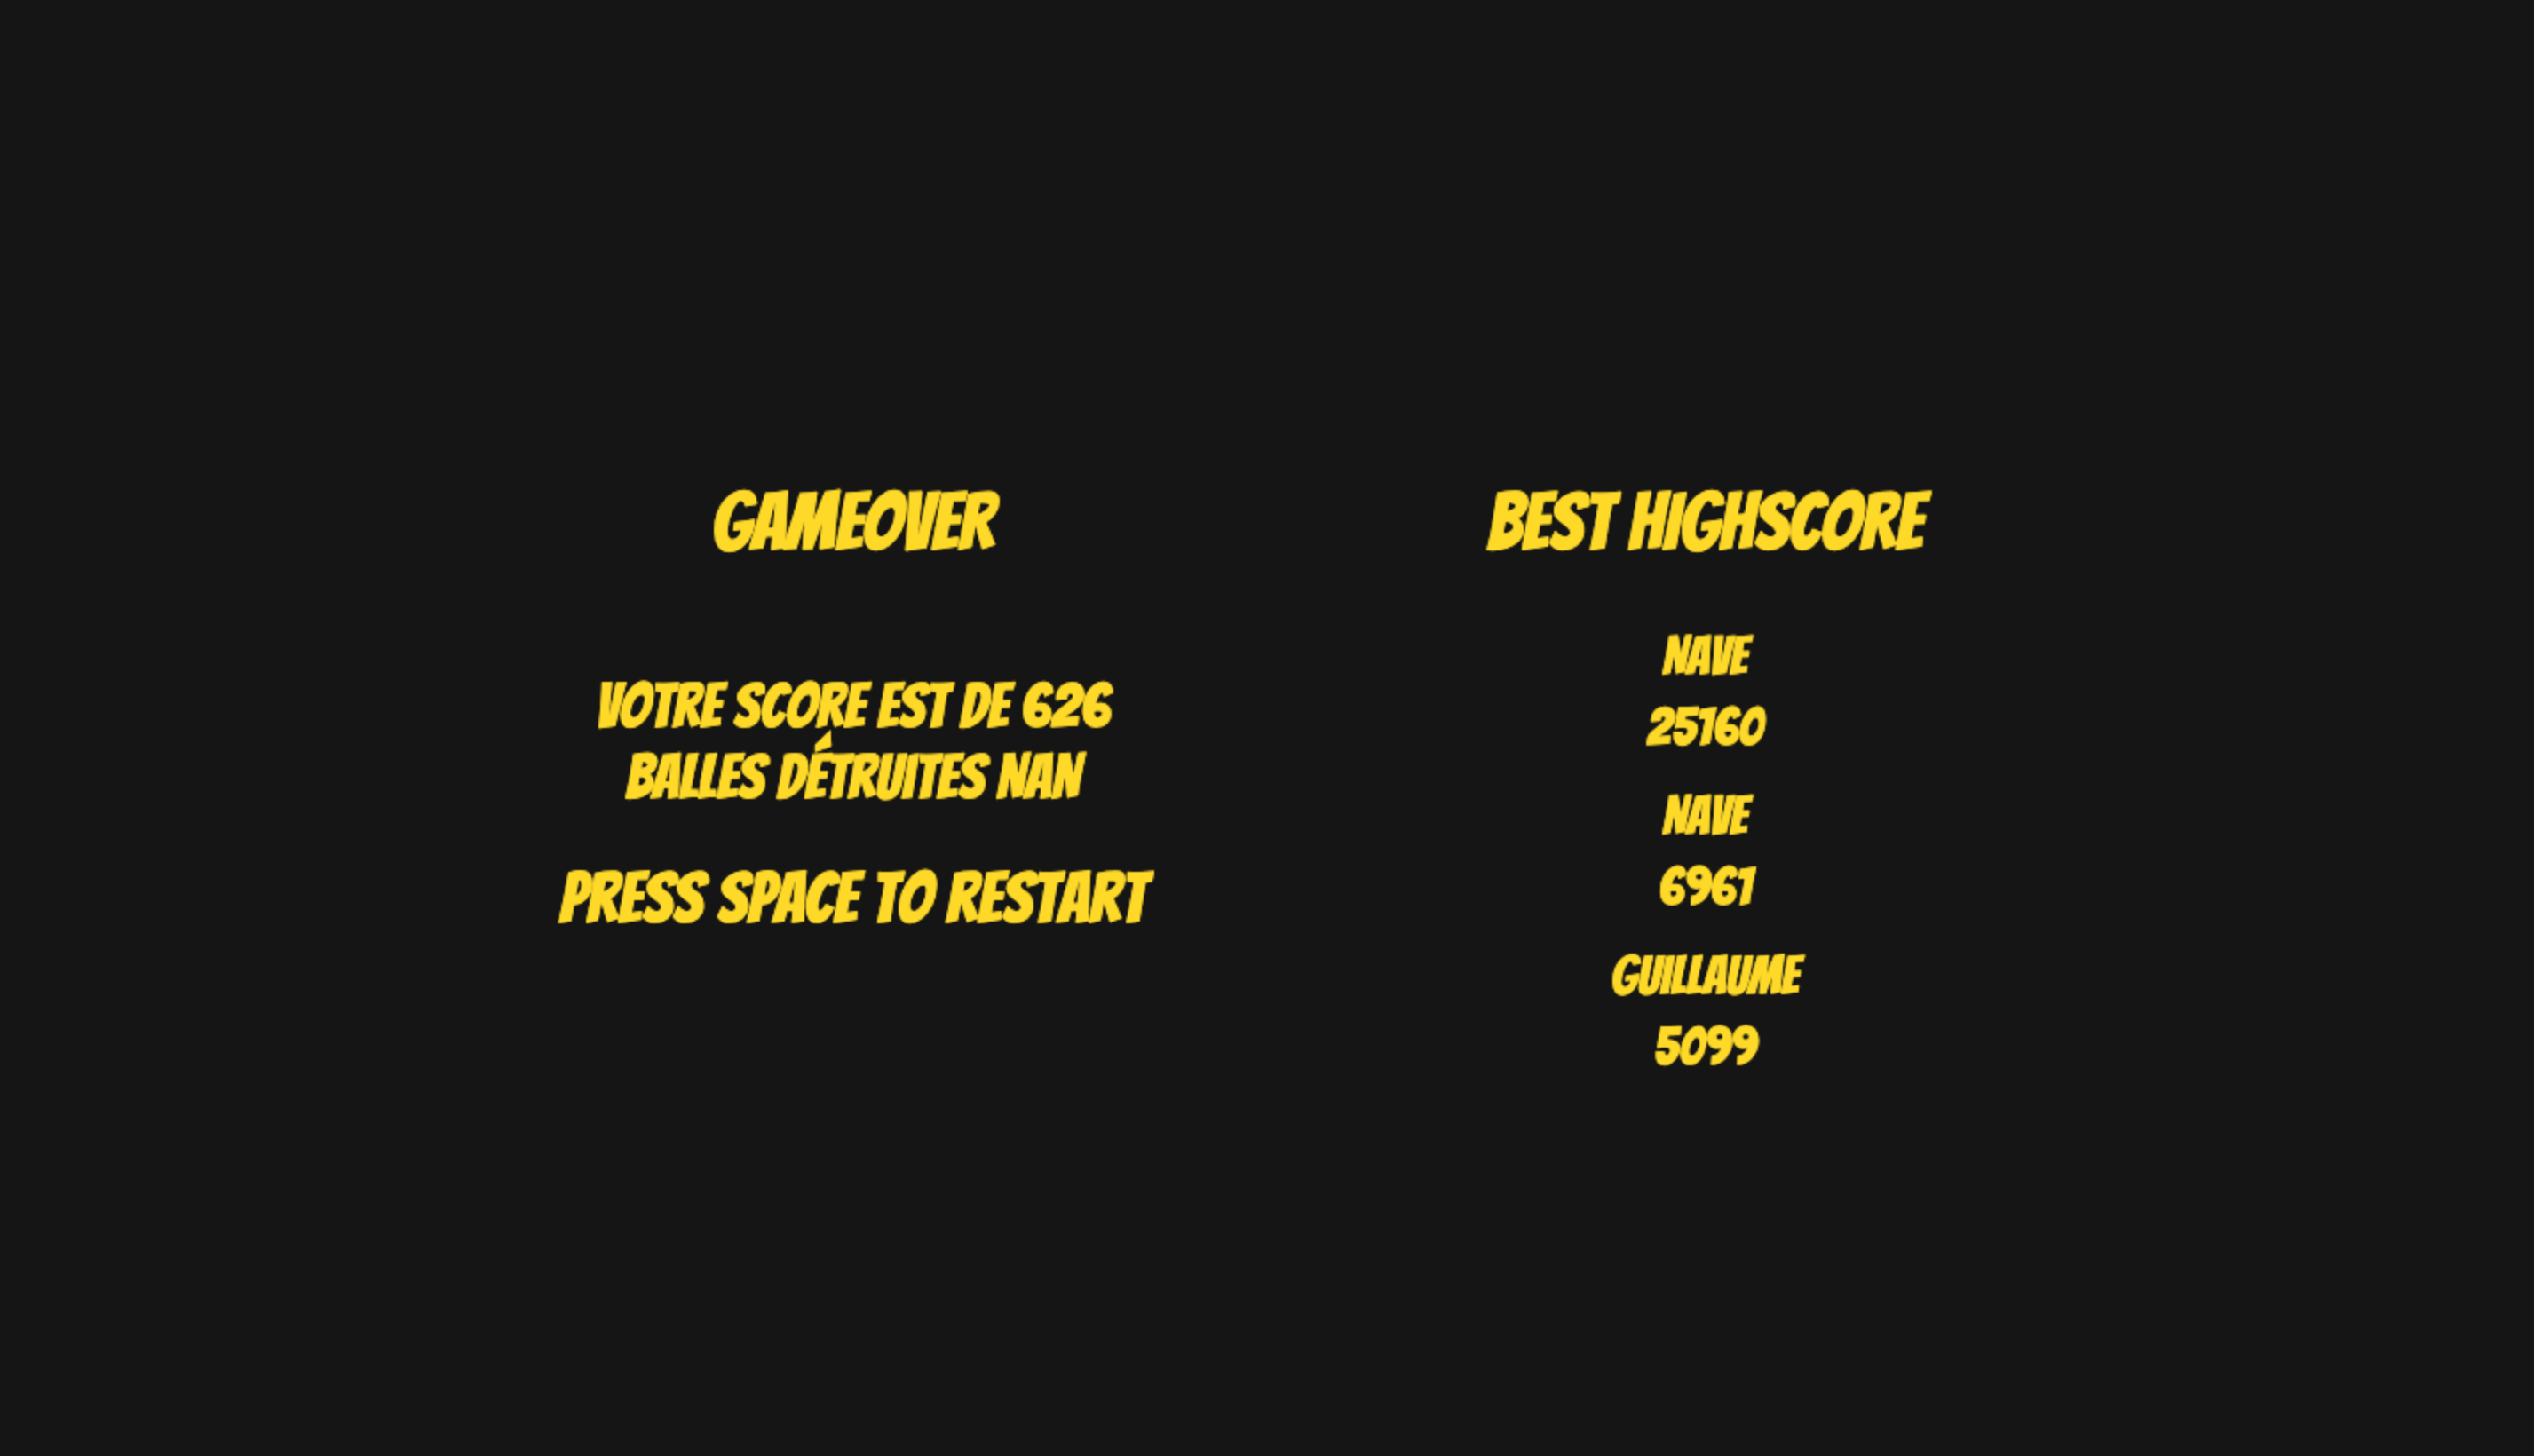 GAMEOVER
VOTRE SCORE EST DE 626
BALLES DÉTRUITES NAN
PRESS SPACE TO RESTART
BEST HIGHSCORE
NAVE
25160
NAVE
6961
GUILLAUME
5099